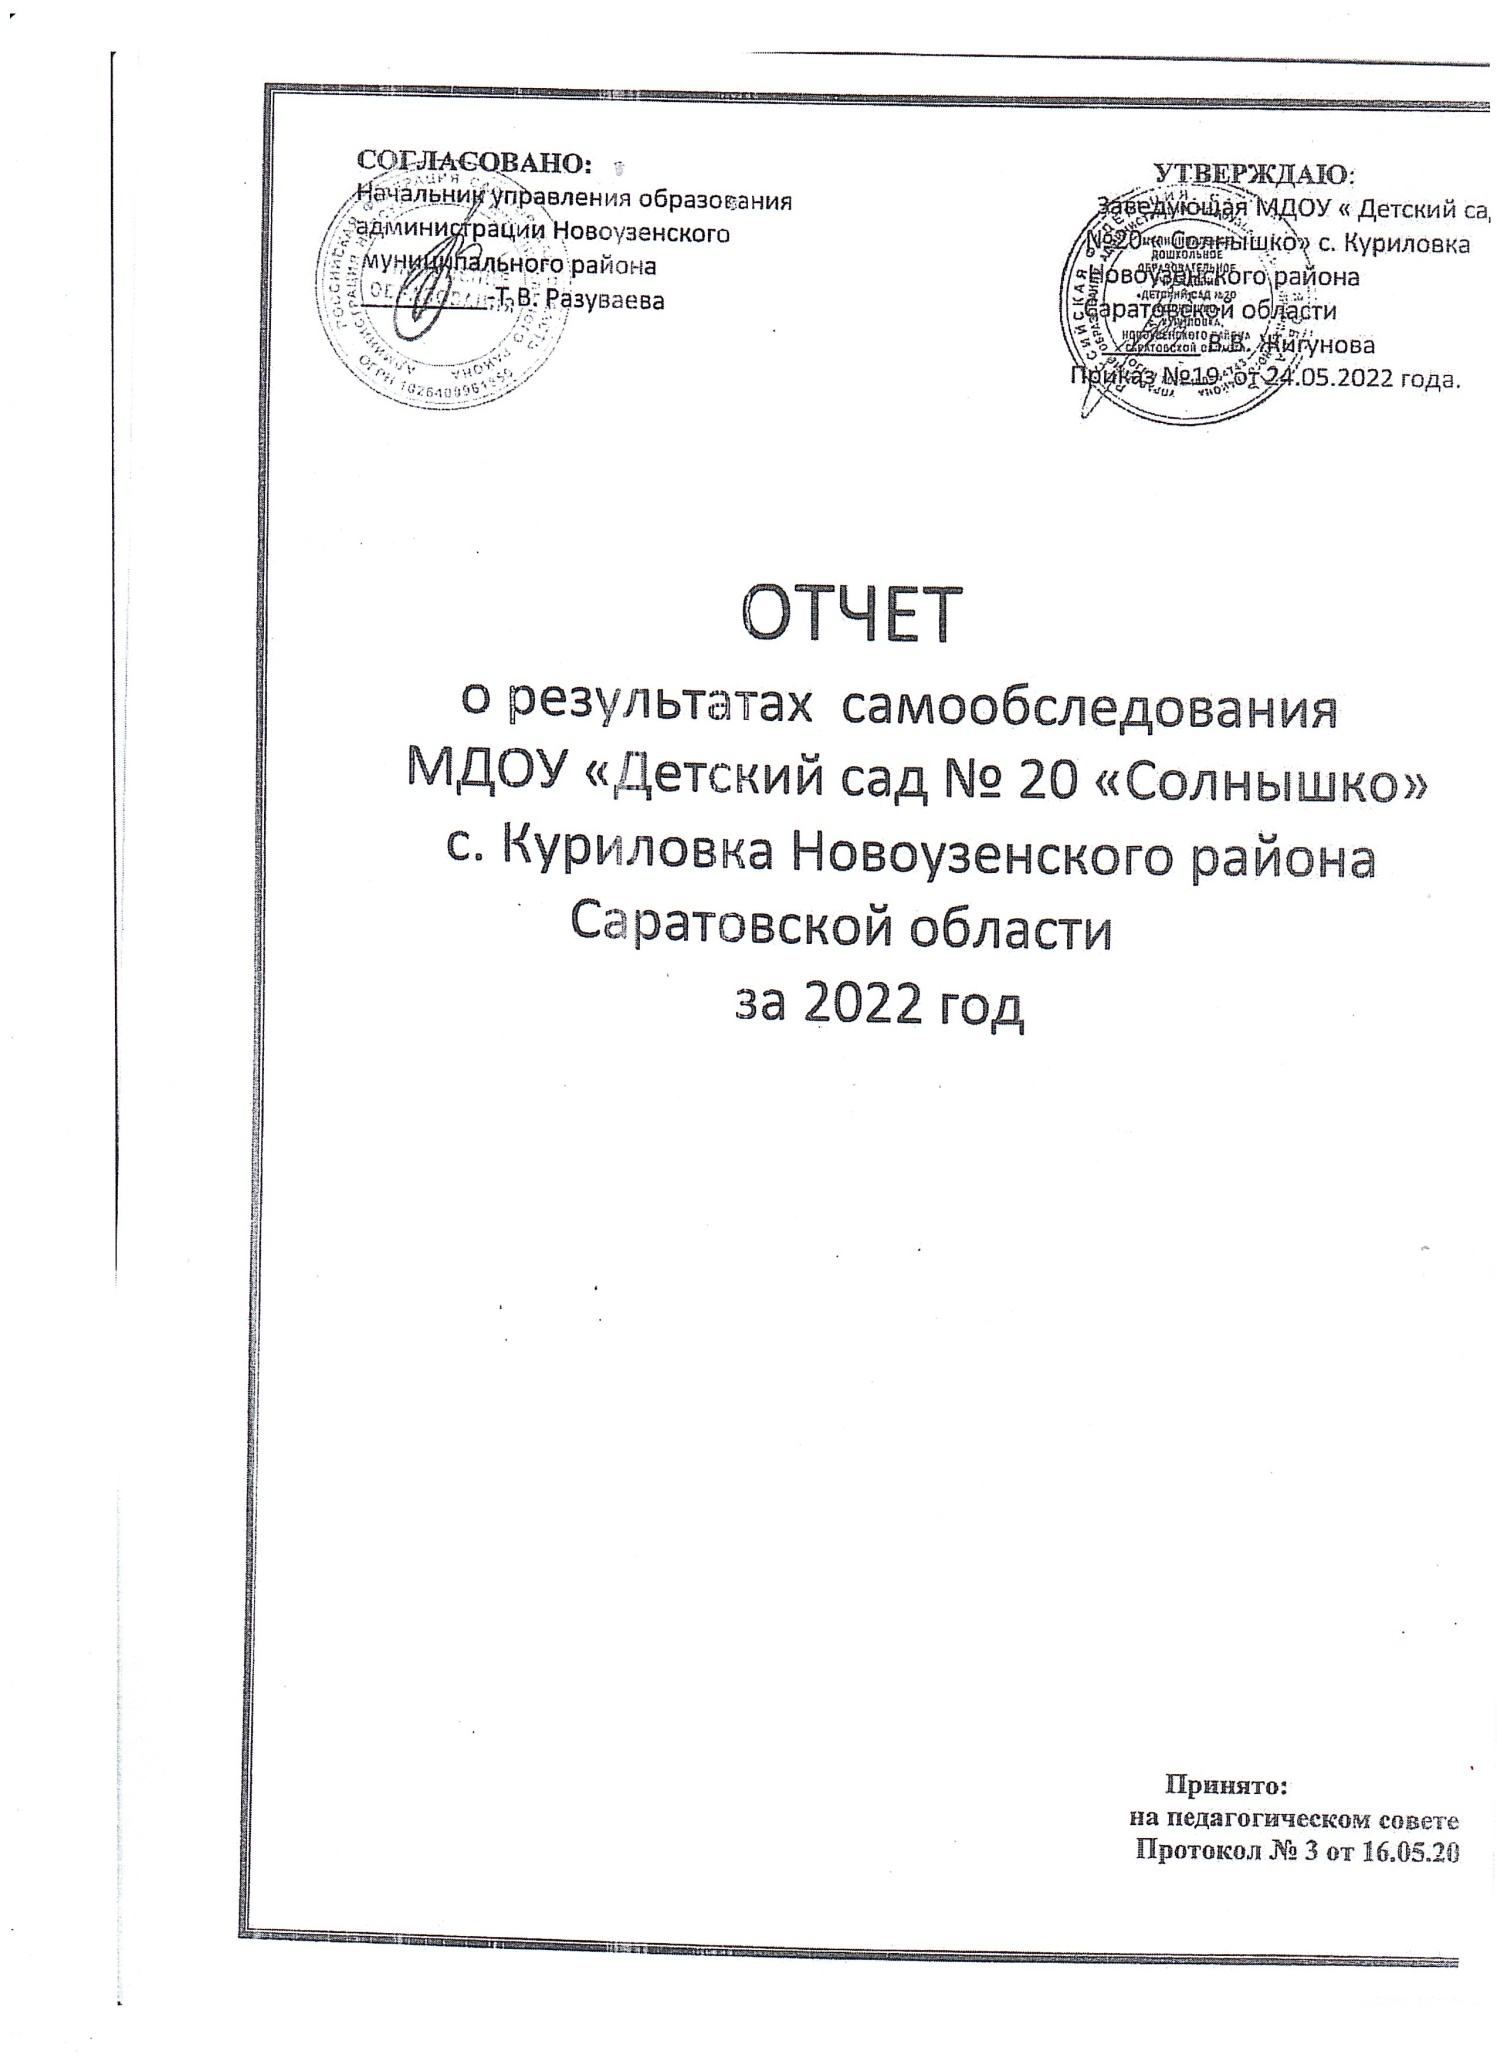 СОГЛАСОВАНО:
Начальник управления образования
администрации Новоузенского
муниципального района
Т.В. Разуваева
УТВЕРЖДАЮ:
Заведующая МДОУ « Детский са
№20 « Солнышко» с. Куриловка
Новоузенского района
Саратовской области
В.В. Жигунова
Приказ №19 от 24.05.2022 года.
ОТЧЕТ
о результатах самообследования
МДОУ «Детский сад № 20 «Солнышко»
с. Куриловка Новоузенского района
Саратовской области
за 2022 год
Принято:
на педагогическом совете
Протокол № 3 от 16.05.20